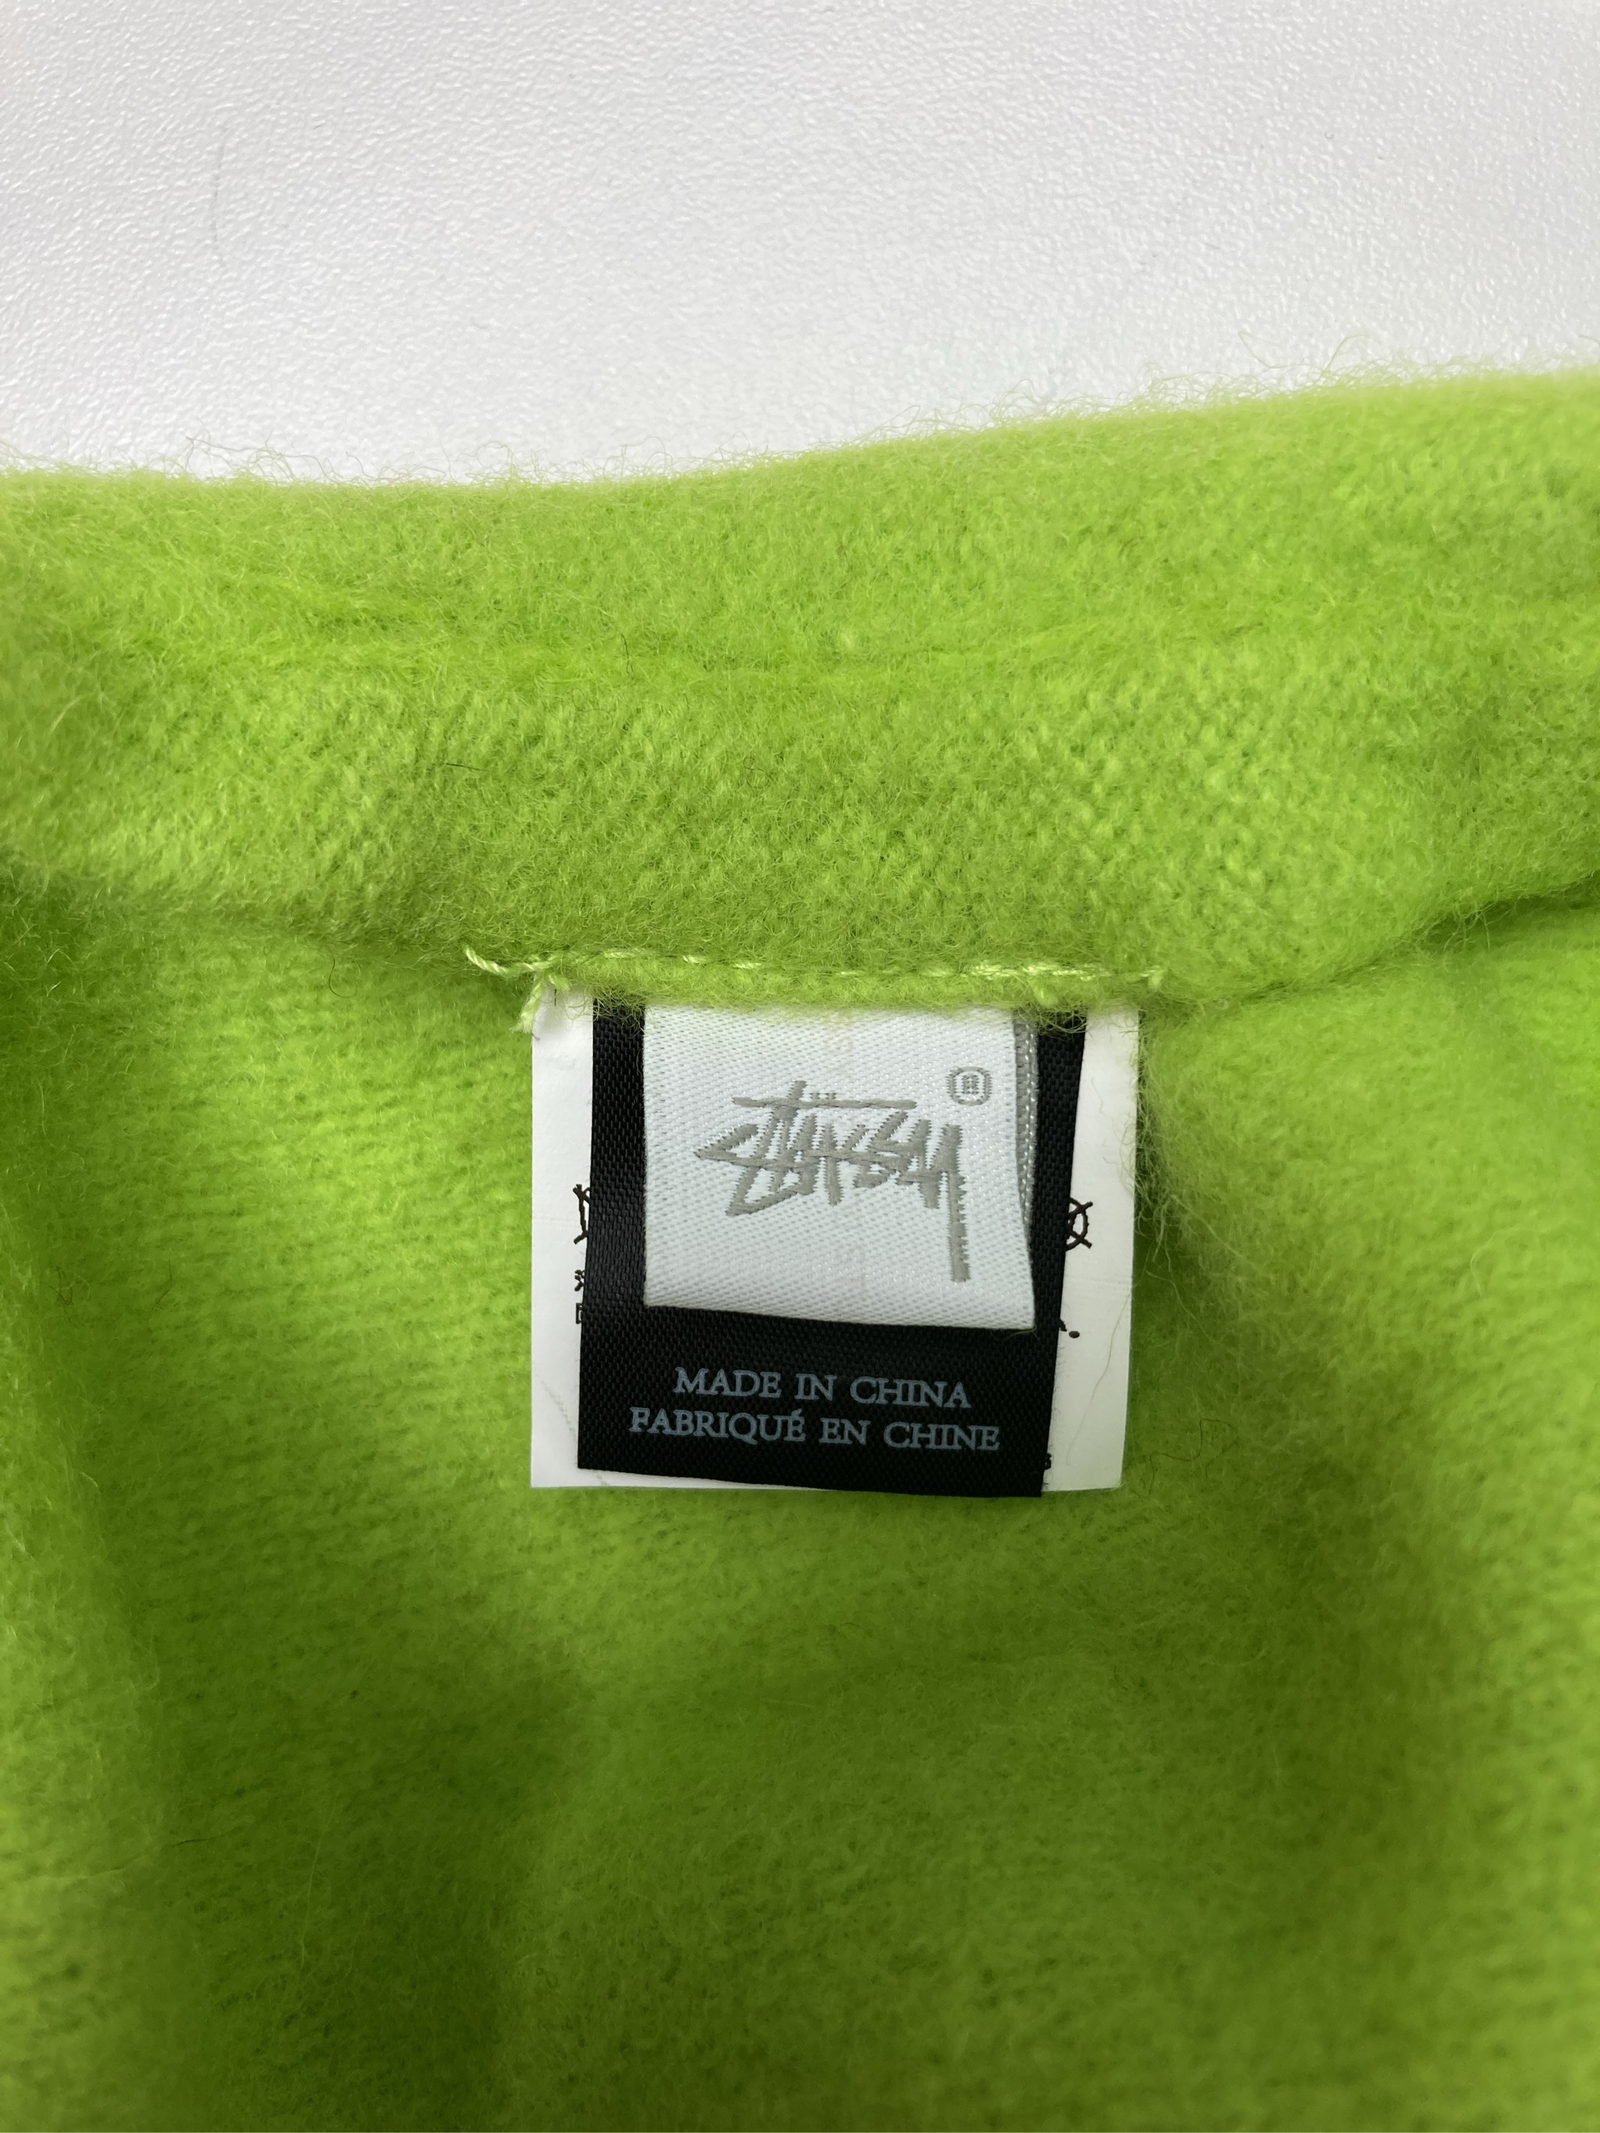 STÜSSY ®
MADE IN CHINA
FABRIQUÉ EN CHINE